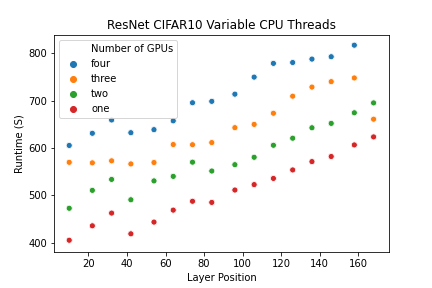 ResNet CIFAR10 Variable CPU Threads
Number of GPUs
four
three
two
one
800
700
600
500
400
Runtime (S)
20 40 60 80 100 120 140 160
Layer Position